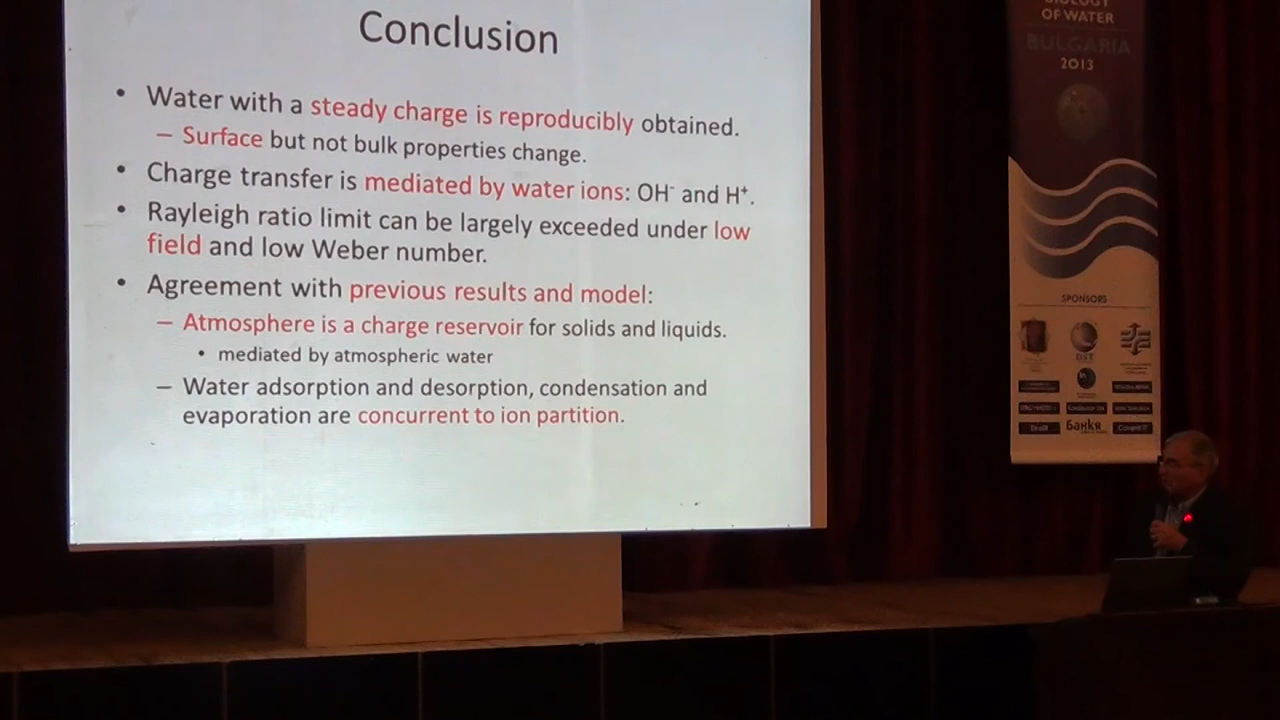 Conclusion
• Water with a steady charge is reproducibly obtained.
– Surface but not bulk properties change.
• Charge transfer is mediated by water ions: OH⁻ and H⁺.
• Rayleigh ratio limit can be largely exceeded under low
field and low Weber number.
• Agreement with previous results and model:
– Atmosphere is a charge reservoir for solids and liquids.
• mediated by atmospheric water
– Water adsorption and desorption, condensation and
evaporation are concurrent to ion partition.
OF WATER
BULGARIA
2013
SPONSORS
DST
Банкя